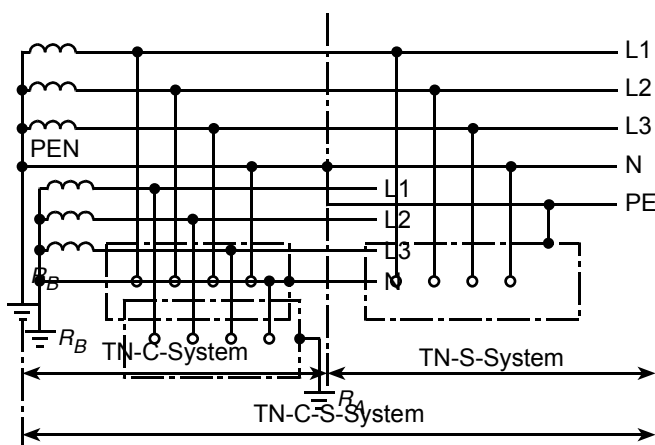 L1
L2
L3
PEN
N
L1
PE
L2
L3
R_B
N
R_B
TN-C-System
TN-S-System
R_A
TN-C-S-System